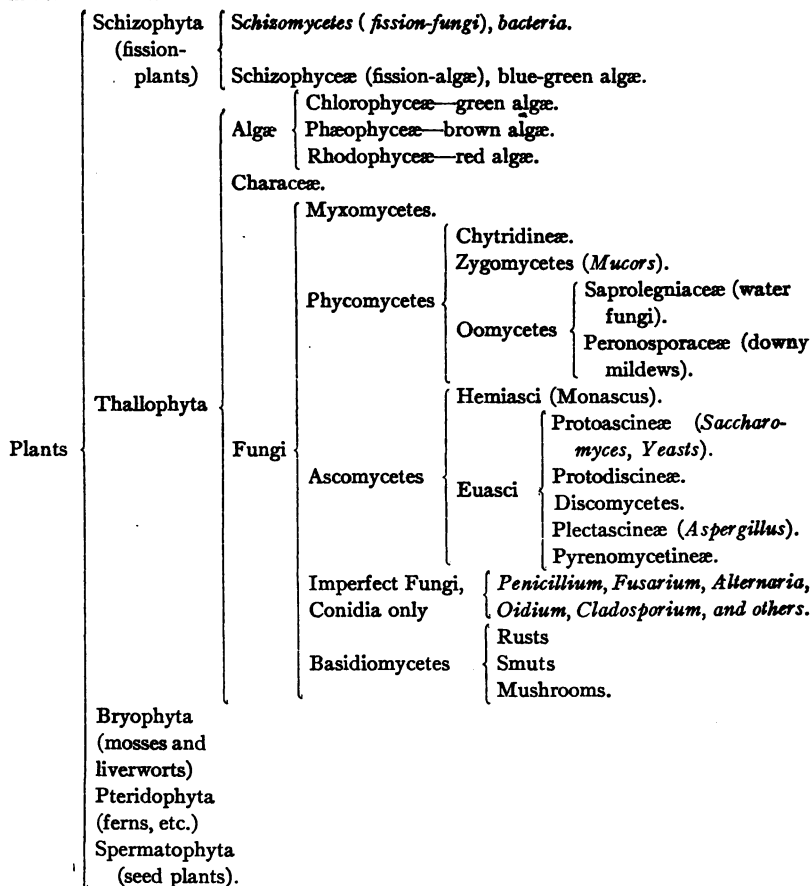 Schizophyta
(fission-
plants)
Schizomycetes (fission-fungi), bacteria.
Schizophyceæ (fission-algæ), blue-green algæ.
Plants
Thallophyta
Algæ
Chlorophyceæ—green algæ.
Phæophyceæ—brown algæ.
Rhodophyceæ—red algæ.
Characeæ.
Fungi
Myxomycetes.
Phycomycetes
Chytridineæ.
Zygomycetes (Mucors).
Oomycetes
Saprolegniaceæ (water
fungi).
Peronosporaceæ (downy
mildews).
Ascomycetes
Hemiasci (Monascus).
Euasci
Protoascineæ (Saccharo-
myces, Yeasts).
Protodiscineæ.
Discomycetes.
Plectascineæ (Aspergillus).
Pyrenomycetineæ.
Imperfect Fungi,
Conidia only
Penicillium, Fusarium, Alternaria,
Oidium, Cladosporium, and others.
Basidiomycetes
Rusts
Smuts
Mushrooms.
Bryophyta
(mosses and
liverworts)
Pteridophyta
(ferns, etc.)
Spermatophyta
(seed plants).